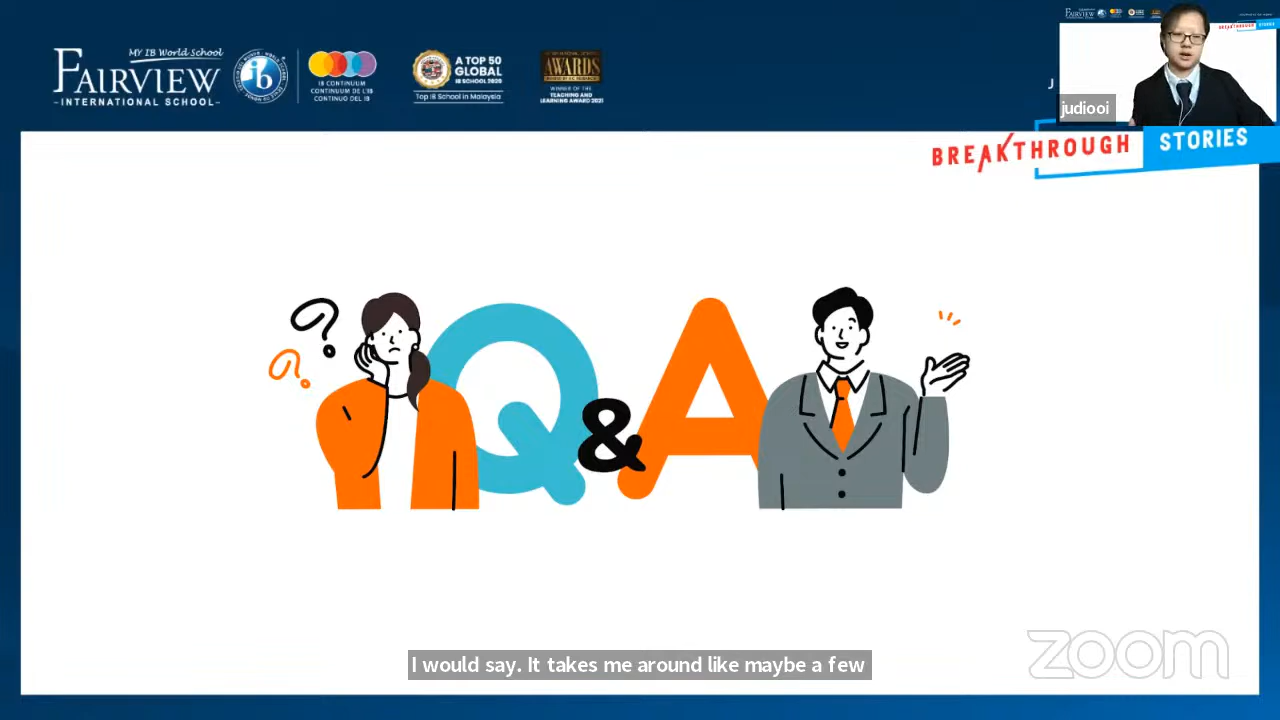 MY IB World School
FAIRVIEW
INTERNATIONAL SCHOOL
ib
IB CONTINUUM
CONTINUUM DE L'IB
CONTINUO DEL IB
A TOP 50
GLOBAL
IB SCHOOL 2020
Top IB School in Malaysia
AWARDS
WINNER OF THE
TEACHING AND
LEARNING AWARD 2021
FAIRVIEW
J
judiooi
BREAKTHROUGH STORIES
??
Q&A
I would say. It takes me around like maybe a few
zoom